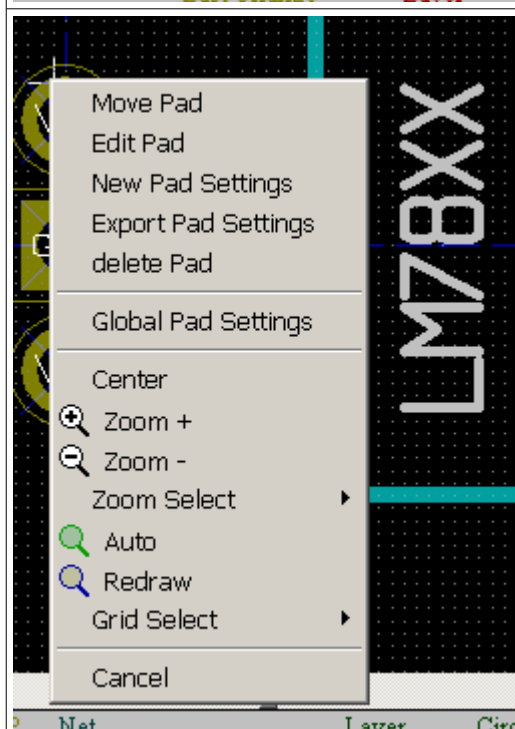 Move Pad
Edit Pad
New Pad Settings
Export Pad Settings
delete Pad
Global Pad Settings
Center
Zoom +
Zoom -
Zoom Select
Auto
Redraw
Grid Select
Cancel
LM78XX
Net Layer Circ